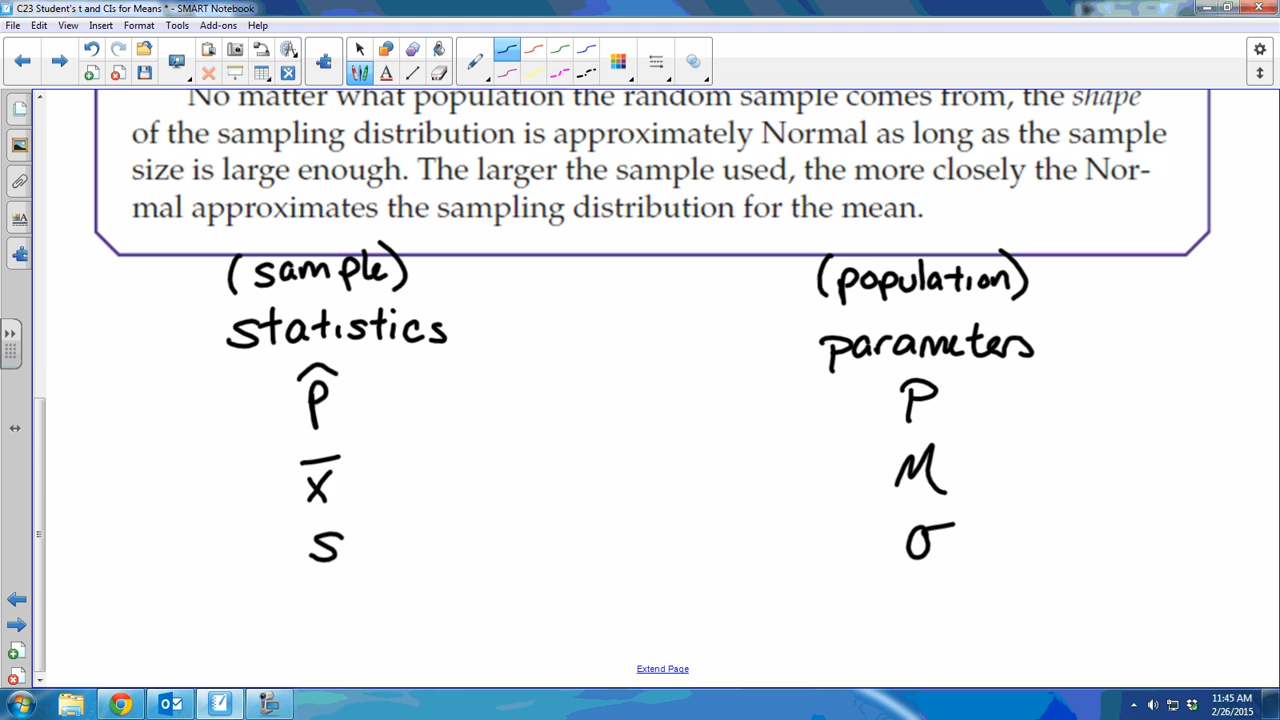 C23 Student's t and CIs for Means * - SMART Notebook
File Edit View Insert Format Tools Add-ons Help
No matter what population the random sample comes from, the shape
of the sampling distribution is approximately Normal as long as the sample
size is large enough. The larger the sample used, the more closely the Nor-
mal approximates the sampling distribution for the mean.
(sample) (population)
statistics parameters
p̂ P
x̄ μ
s σ
Extend Page
11:45 AM
2/26/2015